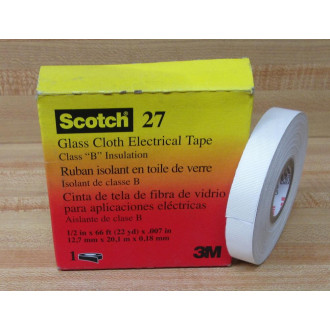 Scotch 27
Glass Cloth Electrical Tape
Class "B" Insulation
Ruban isolant en toile de verre
Isolant de classe B
Cinta de tela de fibra de vidrio
para aplicaciones eléctricas
Aislante de clase B
1/2 in x 66 ft (22 yd) x .007 in
12,7 mm x 20,1 m x 0,18 mm
1
3M